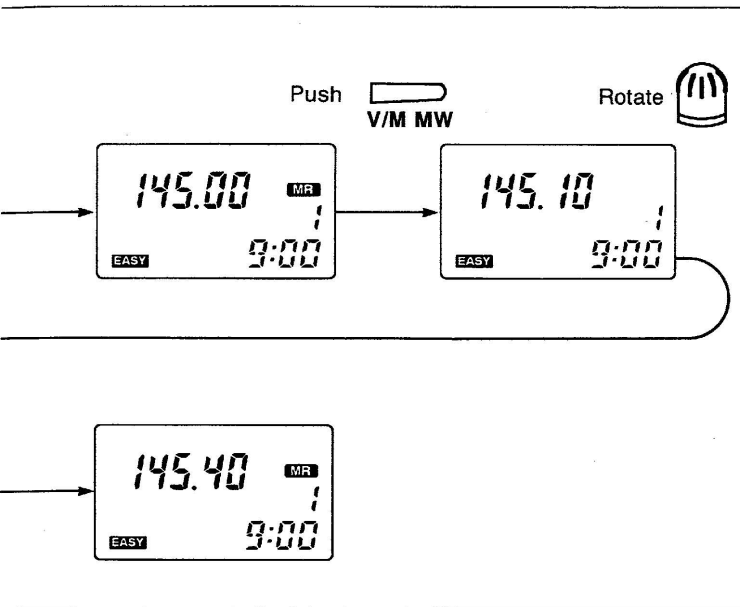 Push
V/M MW
Rotate
145.00 MR
1
EASY 9:00
145.10
1
EASY 9:00
145.40 MR
1
EASY 9:00